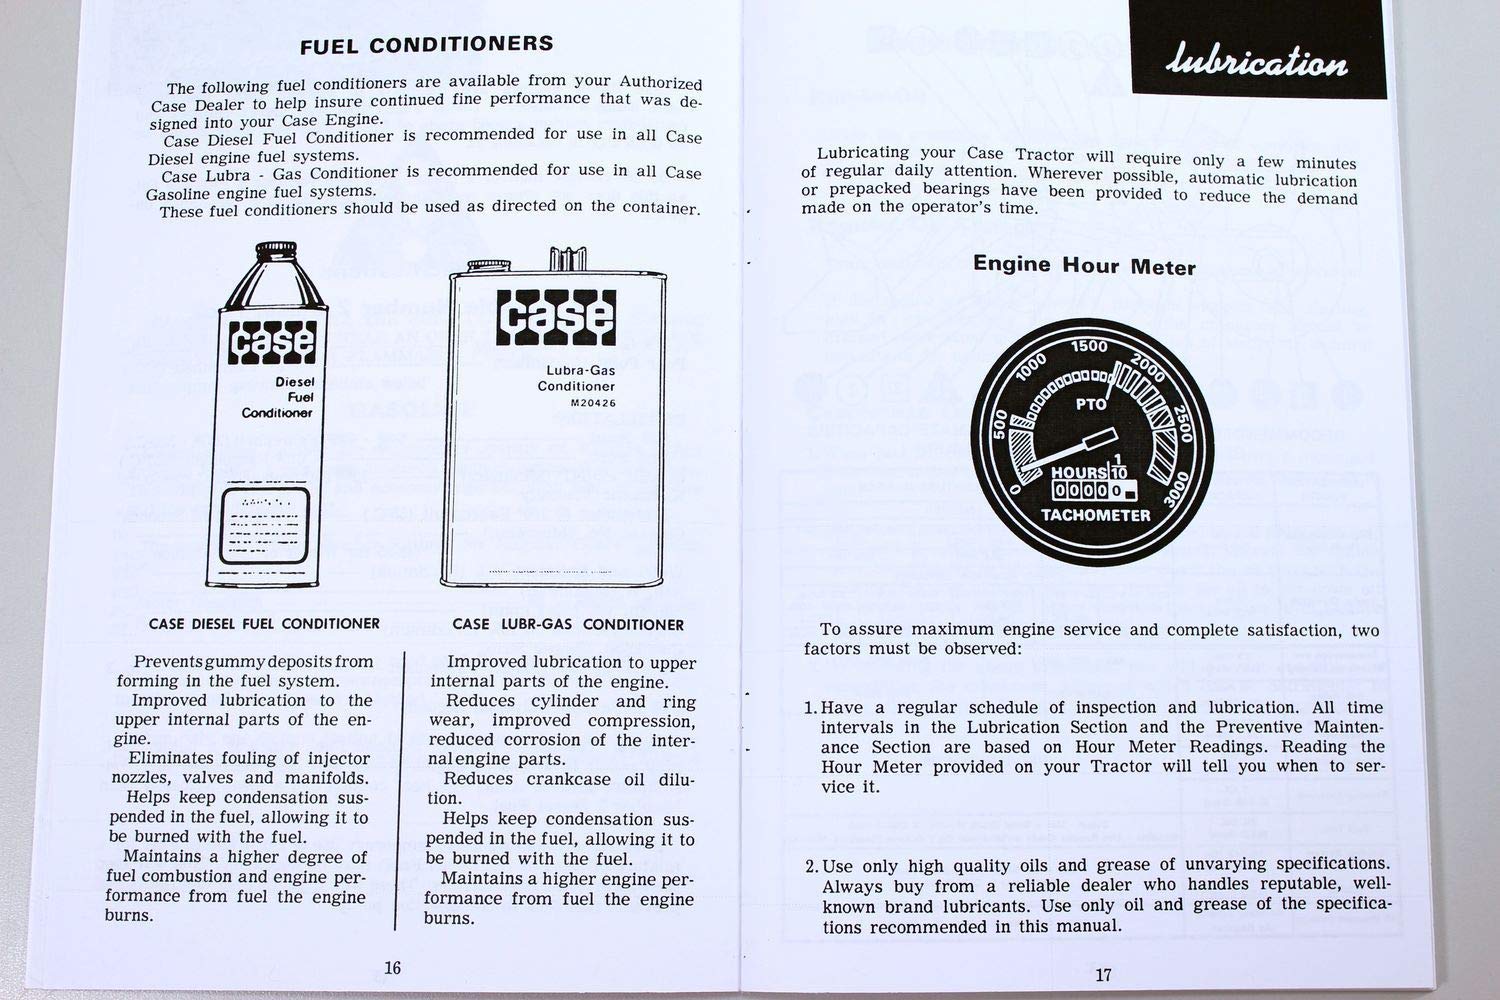 FUEL CONDITIONERS
The following fuel conditioners are available from your Authorized
Case Dealer to help insure continued fine performance that was de-
signed into your Case Engine.
Case Diesel Fuel Conditioner is recommended for use in all Case
Diesel engine fuel systems.
Case Lubra - Gas Conditioner is recommended for use in all Case
Gasoline engine fuel systems.
These fuel conditioners should be used as directed on the container.
case
Diesel
Fuel
Conditioner
case
Lubra-Gas
Conditioner
M20426
CASE DIESEL FUEL CONDITIONER
CASE LUBR-GAS CONDITIONER
Prevents gummy deposits from
forming in the fuel system.
Improved lubrication to the
upper internal parts of the en-
gine.
Eliminates fouling of injector
nozzles, valves and manifolds.
Helps keep condensation sus-
pended in the fuel, allowing it to
be burned with the fuel.
Maintains a higher degree of
fuel combustion and engine per-
formance from fuel the engine
burns.
Improved lubrication to upper
internal parts of the engine.
Reduces cylinder and ring
wear, improved compression,
reduced corrosion of the inter-
nal engine parts.
Reduces crankcase oil dilu-
tion.
Helps keep condensation sus-
pended in the fuel, allowing it to
be burned with the fuel.
Maintains a higher engine per-
formance from fuel the engine
burns.
16
lubrication
Lubricating your Case Tractor will require only a few minutes
of regular daily attention. Wherever possible, automatic lubrication
or prepacked bearings have been provided to reduce the demand
made on the operator's time.
Engine Hour Meter
0
500
1000
1500
2000
2500
3000
PTO
HOURS 1/10
00000
TACHOMETER
To assure maximum engine service and complete satisfaction, two
factors must be observed:
1. Have a regular schedule of inspection and lubrication. All time
intervals in the Lubrication Section and the Preventive Mainten-
ance Section are based on Hour Meter Readings. Reading the
Hour Meter provided on your Tractor will tell you when to ser-
vice it.
2. Use only high quality oils and grease of unvarying specifications.
Always buy from a reliable dealer who handles reputable, well-
known brand lubricants. Use only oil and grease of the specifica-
tions recommended in this manual.
17